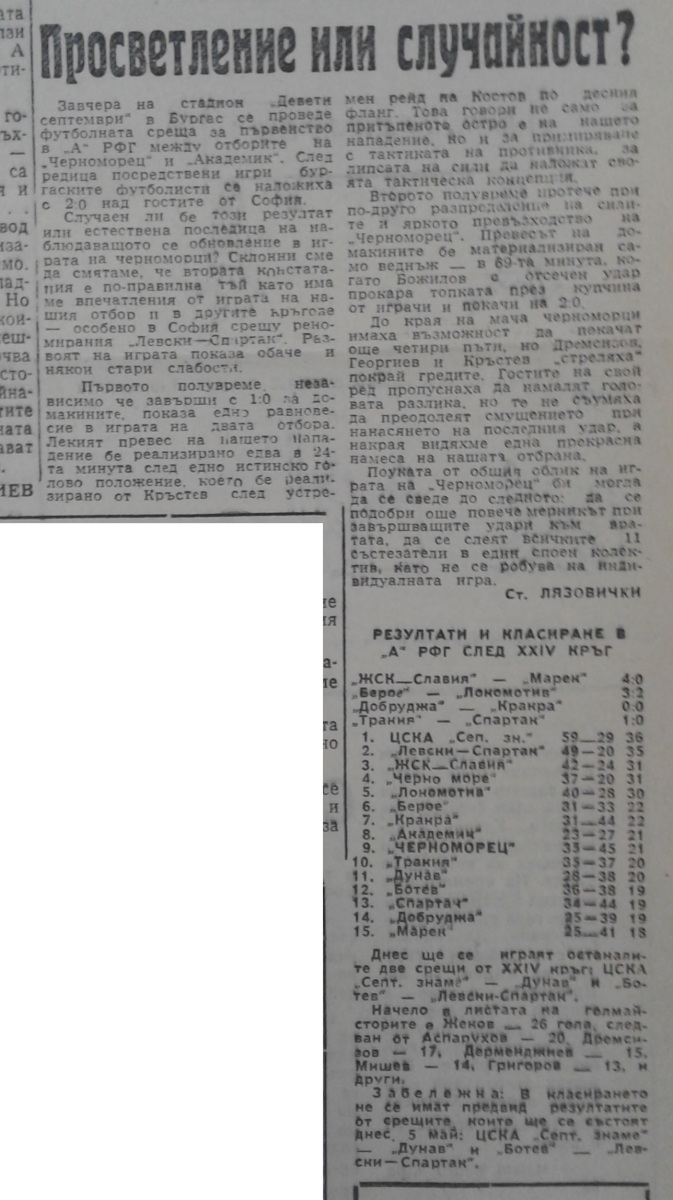 Просветление или случайност?
Завчера на стадион „Девети
септември" в Бургас се проведе
футболната среща за първенство
в „А" РФГ между отборите на
„Черноморец" и „Академик". След
редица посредствени игри бур-
гаските футболисти се наложиха
с 2:0 над гостите от София.
Случаен ли бе този резултат
или естествена последица на на-
блюдаващото се обновление в иг-
рата на черноморци? Склонни сме
да смятаме, че втората констата-
ция е по-правилна тъй като има
ме впечатления от играта на на-
шия отбор и в другите кръгове
— особено в София срещу рено-
мирания „Левски—Спартак". Раз-
воят на играта показа обаче и
някои стари слабости.
Първото полувреме, неза-
висимо че завърши с 1:0 за до-
макините, показа едно равнове-
сие в играта на двата отбора.
Лекият превес на нашето напа-
дение бе реализирано едва в 24-
та минута след едно истинско го-
лово положение, което бе реали-
зирано от Кръстев след устре-
мен рейд на Костов по десния
фланг. Това говори не само за
притъпеното остро е на нашето
нападение, но и за примиряване
с тактиката на противника, за
липсата на сили да наложат сво-
ята тактическа концепция.
Второто полувреме протече при
по-друго разпределение на сили-
те и яркото превъзходство на
„Черноморец". Превесът на до-
макините бе материализиран са-
мо веднъж — в 69-та минута, ко-
гато Божилов с отсечен удар
прокара топката през купчина
от играчи и покачи на 2:0.
До края на мача черноморци
имаха възможност да покачат
още четири пъти, но Дремсизов,
Георгиев и Кръстев „стреляха"
покрай гредите. Гостите на свой
ред пропуснаха да намалят голо-
вата разлика, но те не съумяха
да преодолеят смущението при
нанасянето на последния удар, а
накрая видяхме една прекрасна
намеса на нашата отбрана.
Поуката от общия облик на иг-
рата на „Черноморец" би могла
да се сведе до следното: да се
подобри още повече мерникът при
завършващите удари към вра-
тата, да се слеят всичките 11
състезатели в един споен колек-
тив, като не се робува на инди-
видуалната игра.
Ст. ЛЯЗОВИЧКИ
РЕЗУЛТАТИ И КЛАСИРАНЕ В
„А" РФГ СЛЕД XXIV КРЪГ
„ЖСК—Славия" — „Марек" 4:0
„Берое" — „Локомотив" 3:2
„Добруджа" — „Кракра" 0:0
„Тракия" — „Спартак" 1:0
1. ЦСКА „Сеп. зн." 59—29 36
2. „Левски—Спартак" 49—20 35
3. „ЖСК—Славия" 42—24 31
4. „Черно море" 37—20 31
5. „Локомотив" 40—28 30
6. „Берое" 31—33 22
7. „Кракра" 31—44 22
8. „Академик" 23—27 21
9. „ЧЕРНОМОРЕЦ" 35—45 21
10. „Тракия" 35—37 20
11. „Дунав" 28—38 20
12. „Ботев" 36—38 19
13. „Спартак" 34—44 19
14. „Добруджа" 25—39 19
15. „Марек" 25—41 18
Днес ще се играят останали-
те две срещи от XXIV кръг: ЦСКА
„Септ. знаме" — „Дунав" и „Бо-
тев" — „Левски-Спартак".
Начело в листата на голмай-
сторите е Жеков — 26 гола, след-
ван от Аспарухов — 20, Дремси-
зов — 17, Дерменджиев — 15,
Мишев — 14, Григоров — 13, и
други.
Забележка: В класирането
не се имат предвид резултатите
от срещите, които ще се състоят
днес, 5 май: ЦСКА „Септ. знаме"
— „Дунав" и „Ботев" — „Лев-
ски—Спартак".